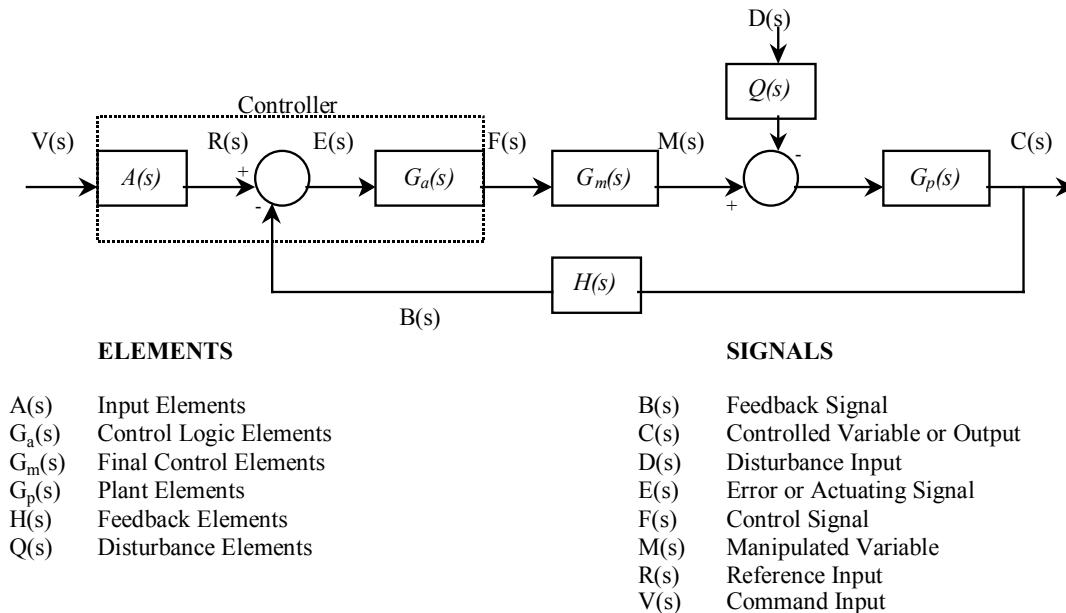 D(s)
Q(s)
Controller
V(s) R(s) E(s) F(s) M(s) - C(s)
A(s) + Ga(s) Gm(s) Gp(s)
- +
H(s)
B(s)
ELEMENTS
A(s) Input Elements
Ga(s) Control Logic Elements
Gm(s) Final Control Elements
Gp(s) Plant Elements
H(s) Feedback Elements
Q(s) Disturbance Elements
SIGNALS
B(s) Feedback Signal
C(s) Controlled Variable or Output
D(s) Disturbance Input
E(s) Error or Actuating Signal
F(s) Control Signal
M(s) Manipulated Variable
R(s) Reference Input
V(s) Command Input